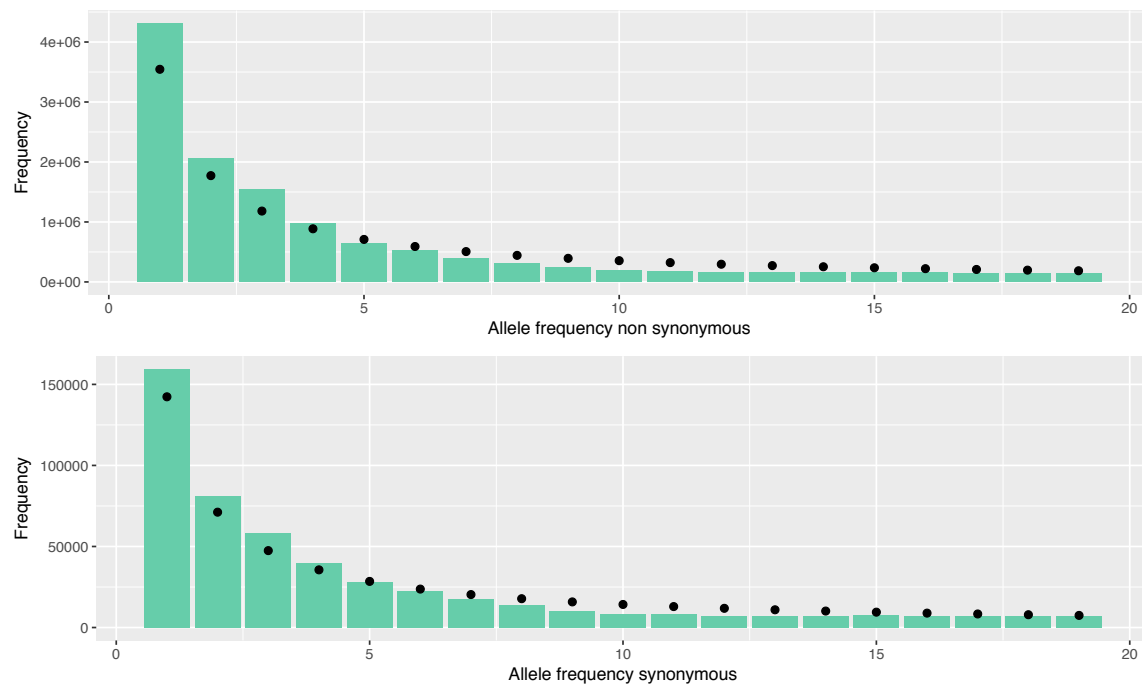 4e+06
3e+06
2e+06
1e+06
0e+00
Frequency
0 5 10 15 20
Allele frequency non synonymous
150000
100000
50000
0
Frequency
0 5 10 15 20
Allele frequency synonymous